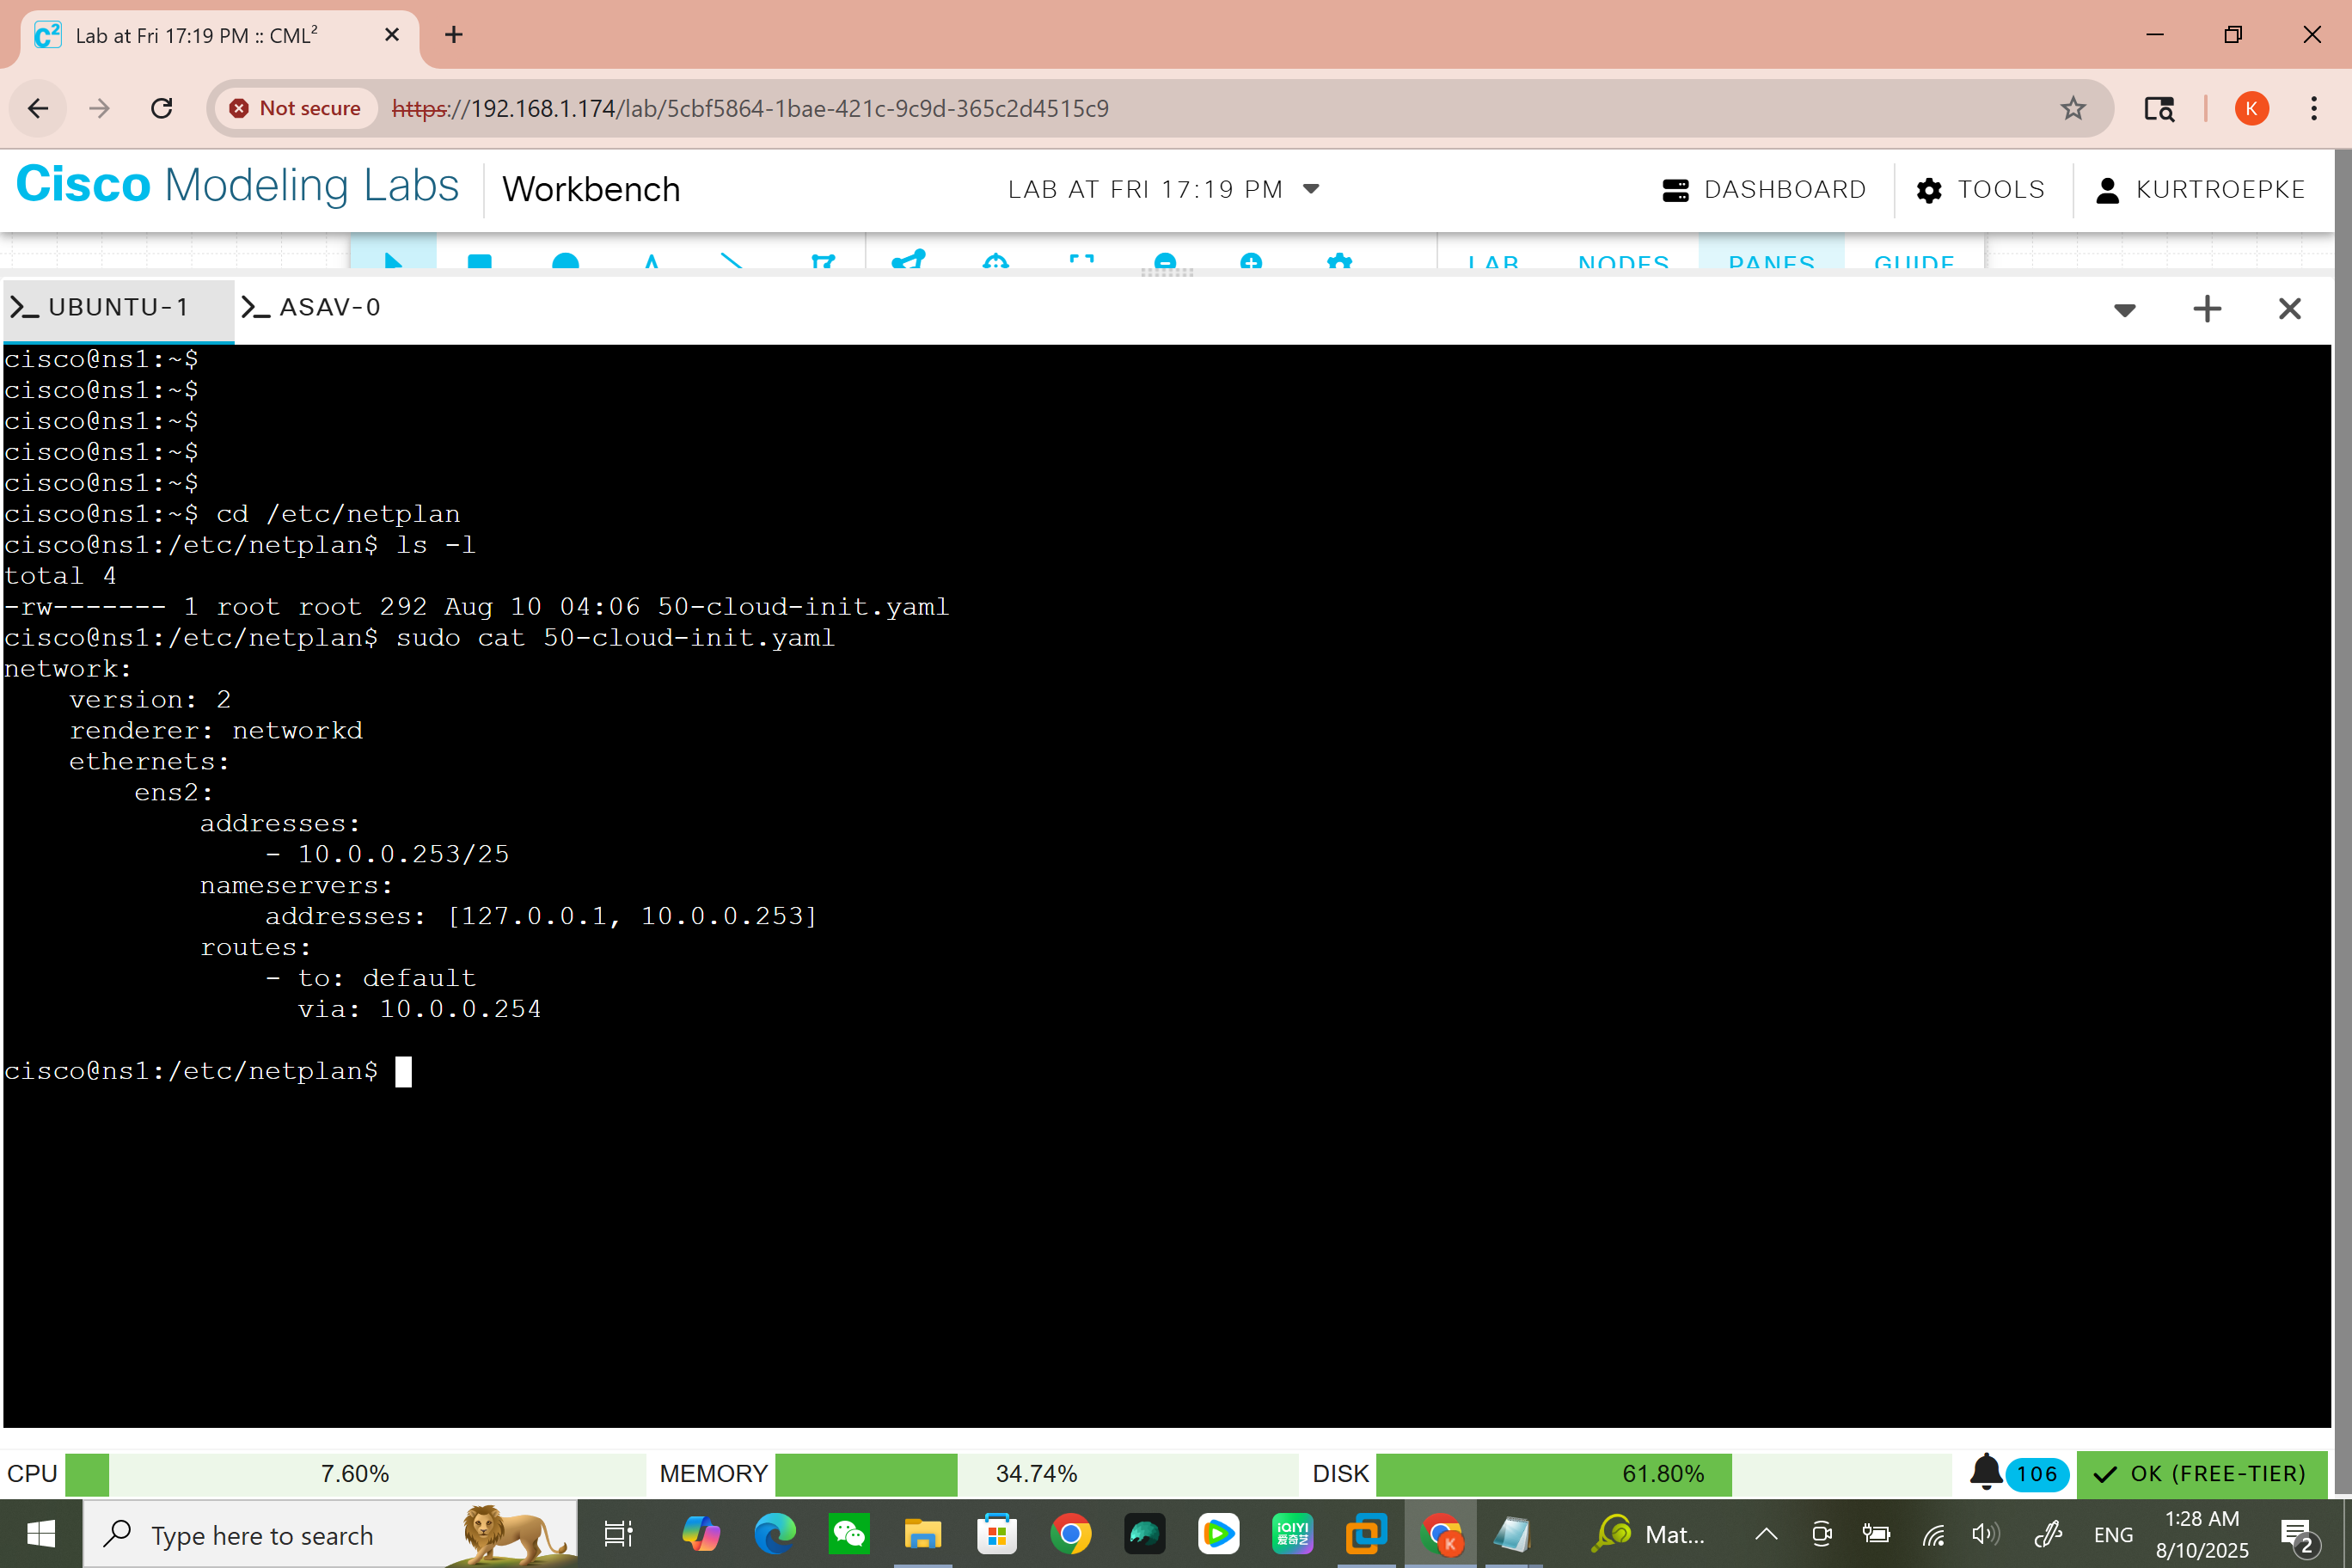 Lab at Fri 17:19 PM :: CML²
Not secure
https://192.168.1.174/lab/5cbf5864-1bae-421c-9c9d-365c2d4515c9
K
Cisco Modeling Labs
Workbench
LAB AT FRI 17:19 PM
DASHBOARD
TOOLS
KURTROEPKE
LAB
NODES
PANES
GUIDE
UBUNTU-1
ASAV-0
cisco@ns1:~$
cisco@ns1:~$
cisco@ns1:~$
cisco@ns1:~$
cisco@ns1:~$
cisco@ns1:~$ cd /etc/netplan
cisco@ns1:/etc/netplan$ ls -l
total 4
-rw------- 1 root root 292 Aug 10 04:06 50-cloud-init.yaml
cisco@ns1:/etc/netplan$ sudo cat 50-cloud-init.yaml
network:
    version: 2
    renderer: networkd
    ethernets:
        ens2:
            addresses:
                - 10.0.0.253/25
            nameservers:
                addresses: [127.0.0.1, 10.0.0.253]
            routes:
                - to: default
                  via: 10.0.0.254
cisco@ns1:/etc/netplan$
CPU 7.60%
MEMORY 34.74%
DISK 61.80%
106
OK (FREE-TIER)
Type here to search
iQIYI
爱奇艺
K
Mat...
ENG
1:28 AM
8/10/2025
2